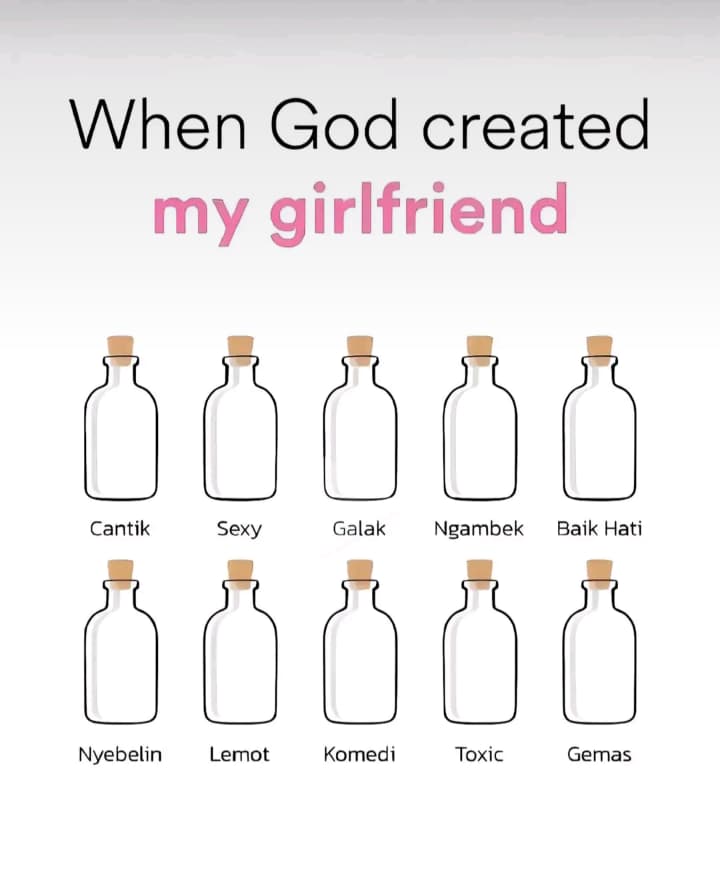 When God created
my girlfriend
Cantik Sexy Galak Ngambek Baik Hati
Nyebelin Lemot Komedi Toxic Gemas